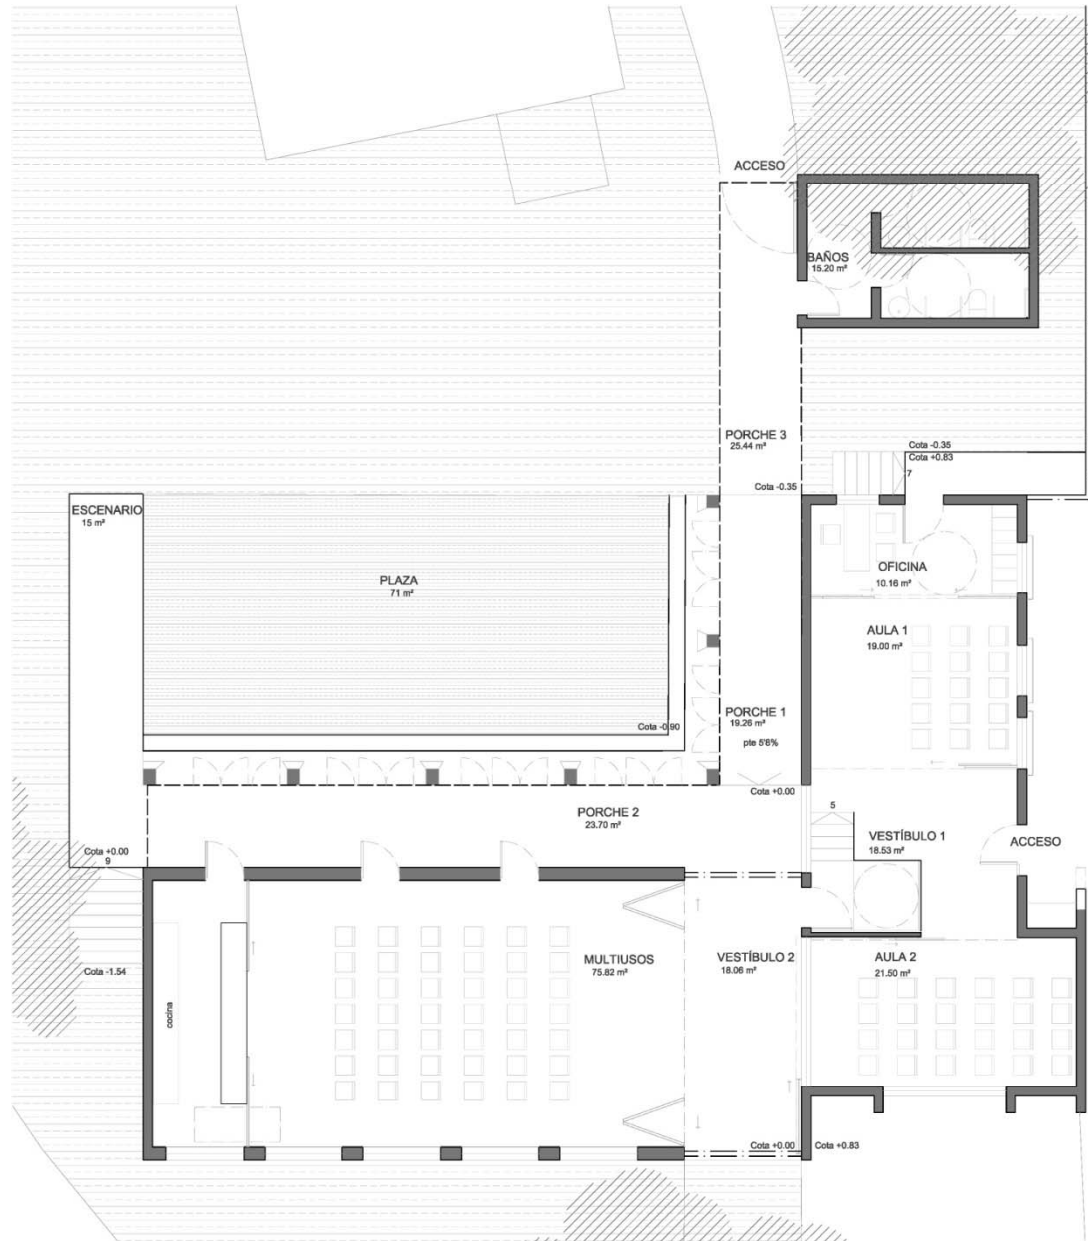 ACCESO
BAÑOS
15.20 m²
PORCHE 3
25.44 m²
Cota -0.35
Cota +0.83
7
Cota -0.35
ESCENARIO
15 m²
PLAZA
71 m²
OFICINA
10.16 m²
AULA 1
19.00 m²
PORCHE 1
19.26 m²
Cota -0.90
pte 5'6%
Cota +0.00
PORCHE 2
23.70 m²
5
VESTÍBULO 1
18.53 m²
ACCESO
Cota +0.00
9
MULTIUSOS
75.82 m²
VESTÍBULO 2
18.06 m²
AULA 2
21.50 m²
Cota -1.54
cocina
Cota +0.00
Cota +0.83